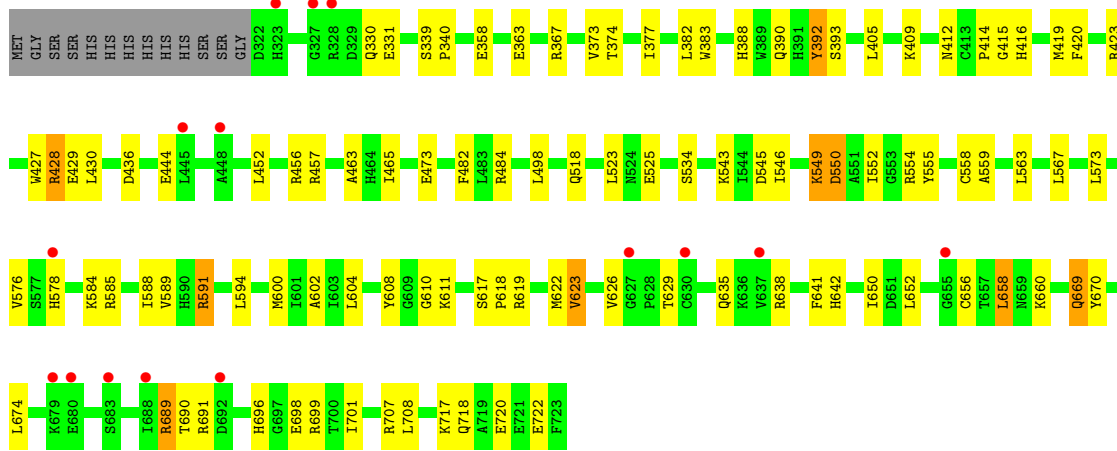 MET GLY SER SER HIS HIS HIS HIS HIS HIS SER SER GLY D322 H323 G327 R328 D329 Q330 E331 S339 P340 E358 E363 R367 V373 T374 I377 L382 W383 H388 W389 Q390 H391 Y392 S393 L405 K409 N412 C413 P414 G415 H416 M419 F420 R423
W427 R428 E429 L430 D436 E444 L445 A448 L452 R456 R457 A463 H464 I465 E473 F482 L483 R484 L498 Q518 L523 N524 E525 S534 K543 I544 D545 I546 K549 D550 A551 I552 G553 R554 Y555 C558 A559 L563 L567 L573
V576 S577 H578 K584 R585 I588 V589 H590 R591 L594 M600 I601 A602 I603 L604 Y608 G609 G610 K611 S617 P618 R619 M622 V623 V626 G627 P628 T629 C630 Q635 K636 V637 R638 F641 H642 I650 D651 L652 G655 C656 T657 L658 N659 K660 Q669 Y670
L674 K679 E680 S683 I688 R689 T690 R691 D692 H696 G697 E698 R699 T700 I701 R707 L708 K717 Q718 A719 E720 E721 E722 F723